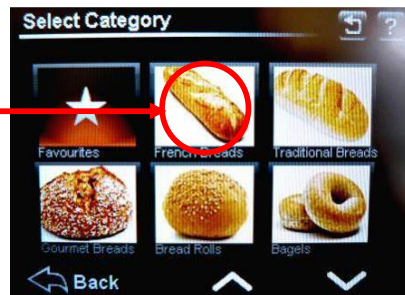 Select Category
?
Favourites
French Breads
Traditional Breads
Gourmet Breads
Bread Rolls
Bagels
Back